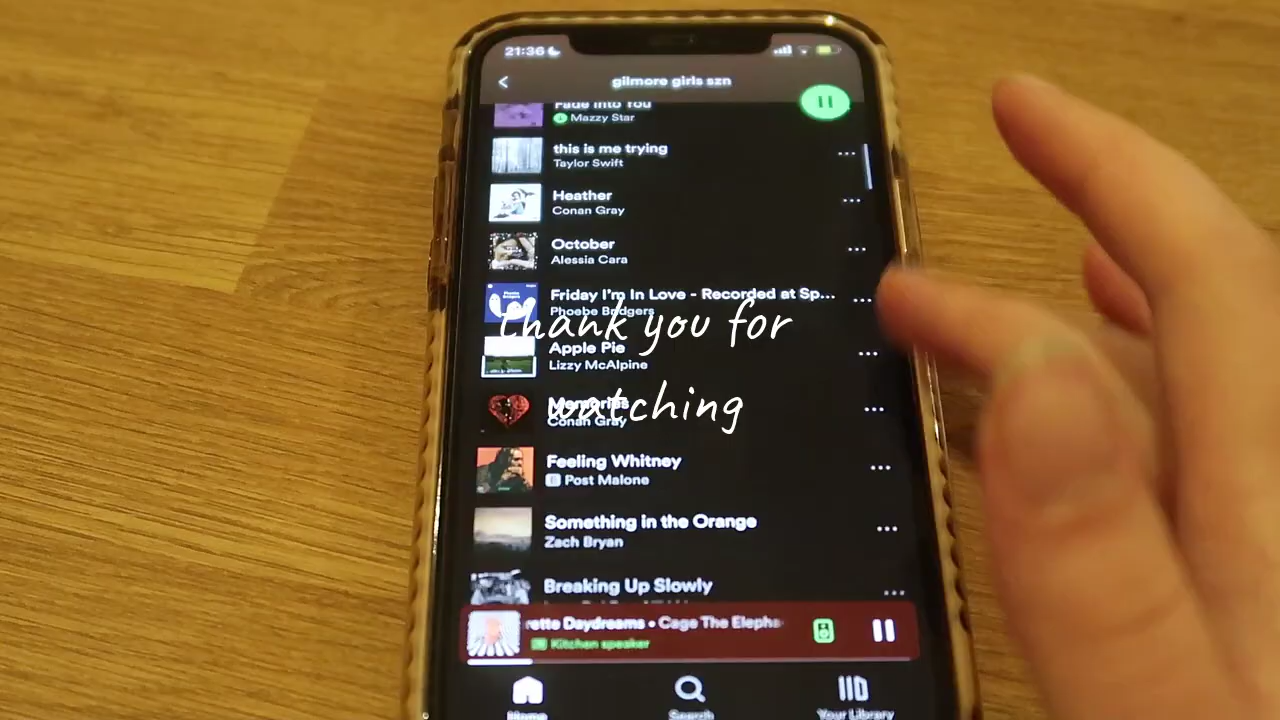 21:36
gilmore girls szn
Fade Into You
Mazzy Star
this is me trying
Taylor Swift
Heather
Conan Gray
October
Alessia Cara
Friday I'm In Love - Recorded at Sp...
Phoebe Bridgers
thank you for
Apple Pie
Lizzy McAlpine
Memories
watching
Conan Gray
E
Feeling Whitney
Post Malone
Something in the Orange
Zach Bryan
Breaking Up Slowly
rette Daydreams • Cage The Elepha
Kitchen speaker
Home
Search
Your Library